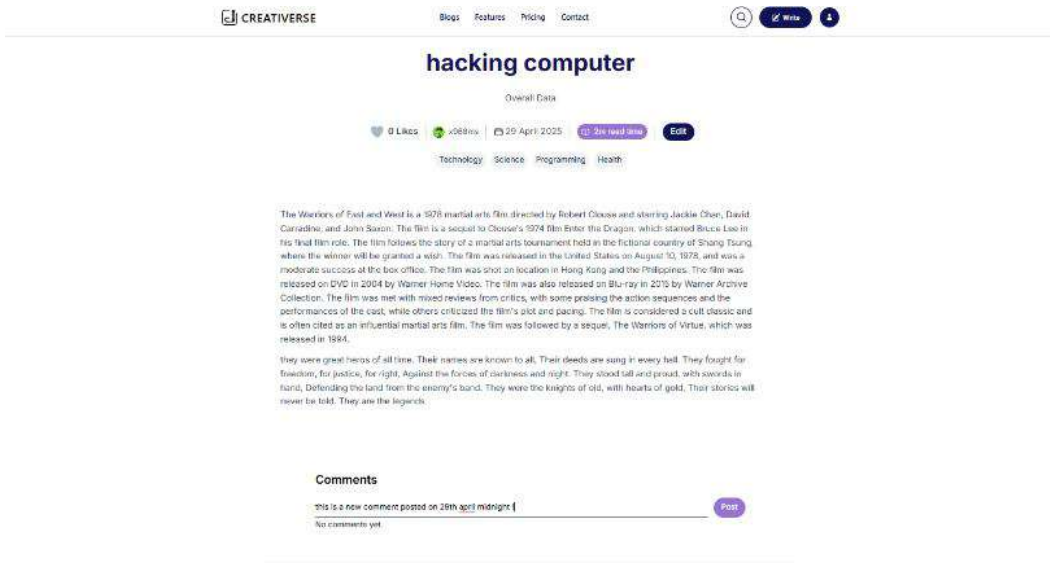 CREATIVERSE
Blogs Features Pricing Contact
Write
hacking computer
Overall Data
0 Likes x988ms 29 April 2025 2m read time Edit
Technology Science Programming Health
The Warriors of East and West is a 1978 martial arts film directed by Robert Clouse and starring Jackie Chan, David
Carradine, and John Saxon. The film is a sequel to Clouse's 1974 film Enter the Dragon, which starred Bruce Lee in
his final film role. The film follows the story of a martial arts tournament held in the fictional country of Shang Tsung,
where the winner will be granted a wish. The film was released in the United States on August 10, 1978, and was a
moderate success at the box office. The film was shot on location in Hong Kong and the Philippines. The film was
released on DVD in 2004 by Warner Home Video. The film was also released on Blu-ray in 2015 by Warner Archive
Collection. The film was met with mixed reviews from critics, with some praising the action sequences and the
performances of the cast, while others criticized the film's plot and pacing. The film is considered a cult classic and
is often cited as an influential martial arts film. The film was followed by a sequel, The Warriors of Virtue, which was
released in 1984.
they were great heros of all time. Their names are known to all, Their deeds are sung in every hall. They fought for
freedom, for justice, for right, Against the forces of darkness and night. They stood tall and proud, with swords in
hand, Defending the land from the enemy's band. They were the knights of old, with hearts of gold, Their stories will
never be told. They are the legends
Comments
this is a new comment posted on 29th april midnight
Post
No comments yet